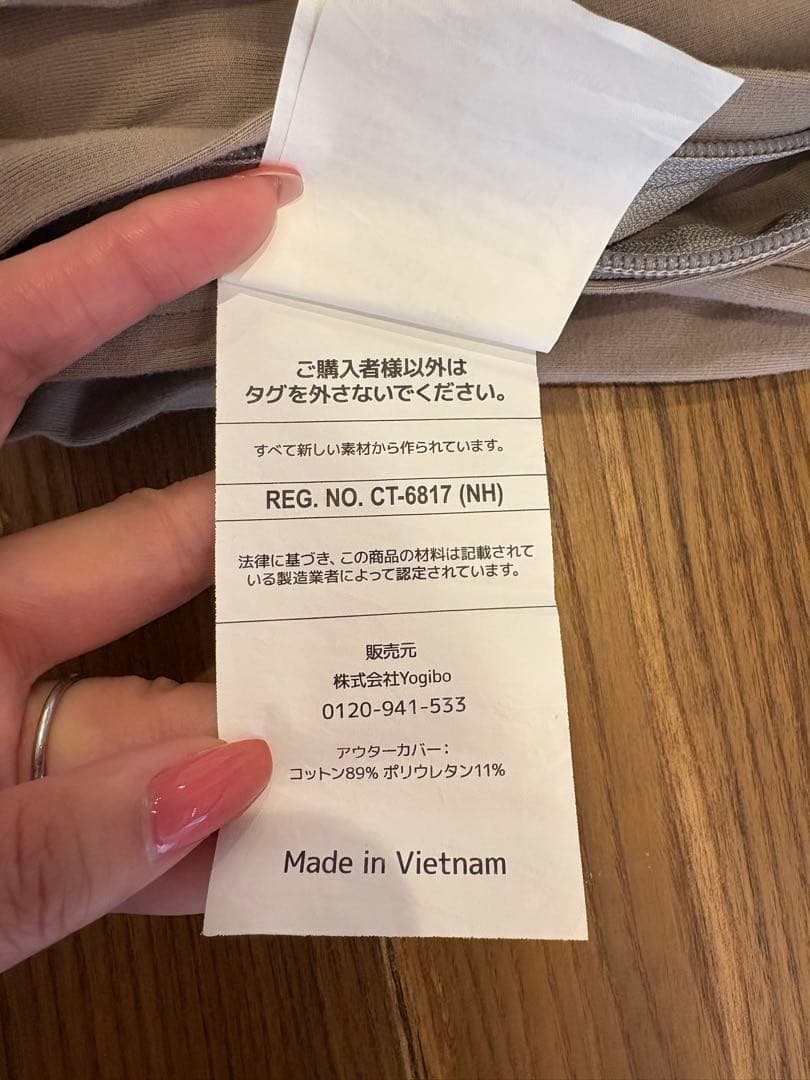 ご購入者様以外は
タグを外さないでください。
すべて新しい素材から作られています。
REG. NO. CT-6817 (NH)
法律に基づき、この商品の材料は記載されて
いる製造業者によって認定されています。
販売元
株式会社Yogibo
0120-941-533
アウターカバー：
コットン89% ポリウレタン11%
Made in Vietnam